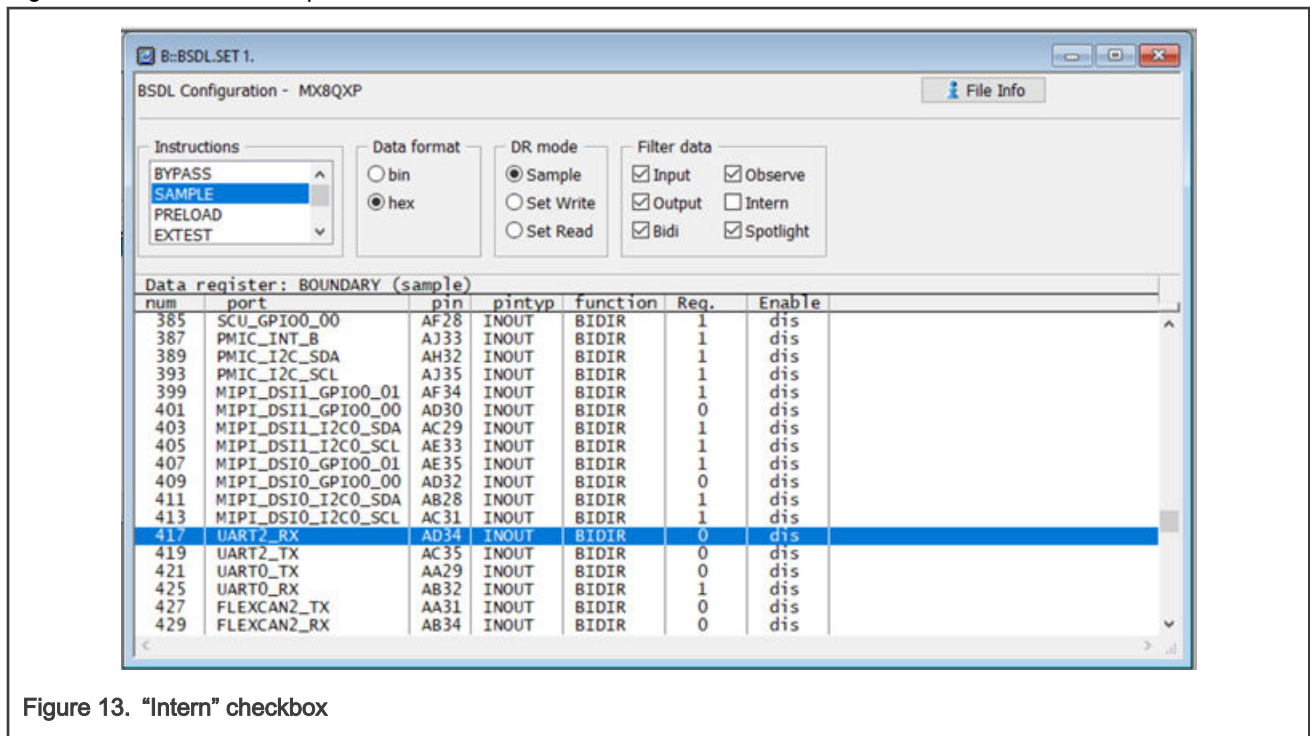 B::BSDL.SET 1.
BSDL Configuration - MX8QXP
File Info
Instructions
BYPASS
SAMPLE
PRELOAD
EXTEST
Data format
bin
hex
DR mode
Sample
Set Write
Set Read
Filter data
Input Observe
Output Intern
Bidi Spotlight
Data register: BOUNDARY (sample)
num port pin pintyp function Reg. Enable
385 SCU_GPIO0_00 AF28 INOUT BIDIR 1 dis
387 PMIC_INT_B AJ33 INOUT BIDIR 1 dis
389 PMIC_I2C_SDA AH32 INOUT BIDIR 1 dis
393 PMIC_I2C_SCL AJ35 INOUT BIDIR 1 dis
399 MIPI_DSI1_GPIO0_01 AF34 INOUT BIDIR 1 dis
401 MIPI_DSI1_GPIO0_00 AD30 INOUT BIDIR 0 dis
403 MIPI_DSI1_I2C0_SDA AC29 INOUT BIDIR 1 dis
405 MIPI_DSI1_I2C0_SCL AE33 INOUT BIDIR 1 dis
407 MIPI_DSI0_GPIO0_01 AE35 INOUT BIDIR 1 dis
409 MIPI_DSI0_GPIO0_00 AD32 INOUT BIDIR 0 dis
411 MIPI_DSI0_I2C0_SDA AB28 INOUT BIDIR 1 dis
413 MIPI_DSI0_I2C0_SCL AC31 INOUT BIDIR 1 dis
417 UART2_RX AD34 INOUT BIDIR 0 dis
419 UART2_TX AC35 INOUT BIDIR 0 dis
421 UART0_TX AA29 INOUT BIDIR 0 dis
425 UART0_RX AB32 INOUT BIDIR 1 dis
427 FLEXCAN2_TX AA31 INOUT BIDIR 0 dis
429 FLEXCAN2_RX AB34 INOUT BIDIR 0 dis
Figure 13. “Intern” checkbox